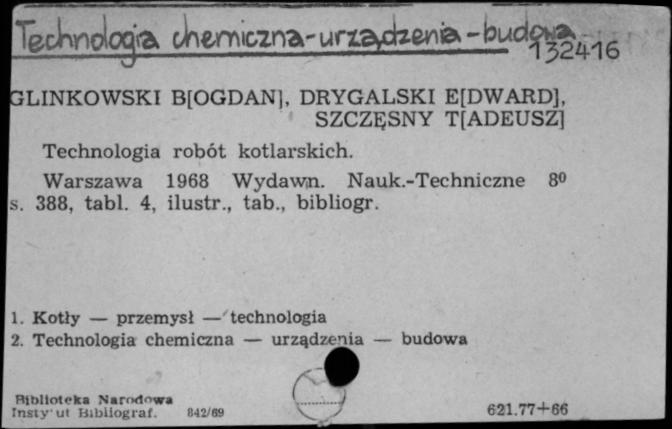 Technologia chemiczna-urządzenia-budowa
132416
GLINKOWSKI B[OGDAN], DRYGALSKI E[DWARD],
SZCZĘSNY T[ADEUSZ]
Technologia robót kotlarskich.
Warszawa 1968 Wydawn. Nauk.-Techniczne 8⁰
s. 388, tabl. 4, ilustr., tab., bibliogr.
1. Kotły — przemysł — technologia
2. Technologia chemiczna — urządzenia — budowa
Biblioteka Narodowa
Insty ut Bibliograf. 842/69
621.77+66